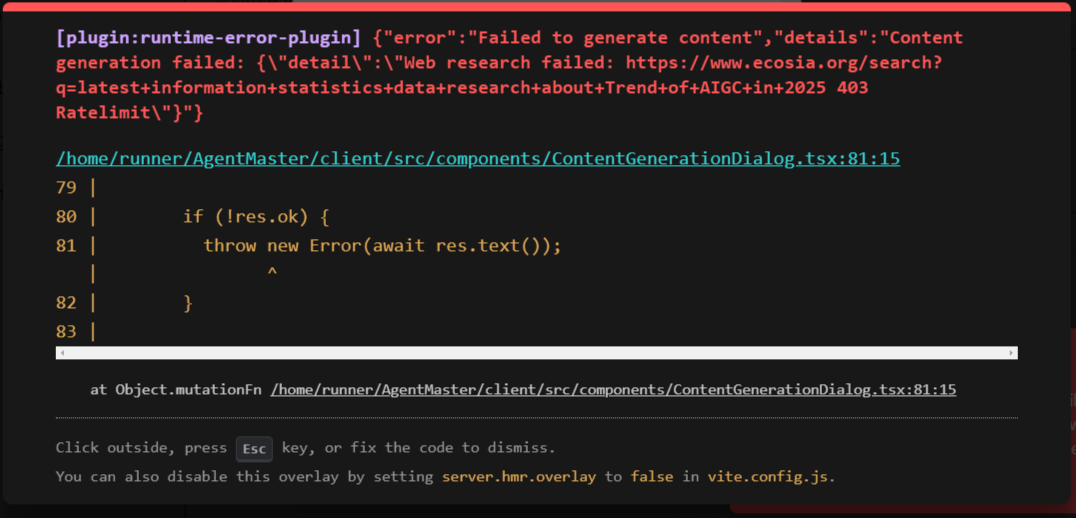 [plugin:runtime-error-plugin] {"error":"Failed to generate content","details":"Content
generation failed: {\"detail\":\"Web research failed: https://www.ecosia.org/search?
q=latest+information+statistics+data+research+about+Trend+of+AIGC+in+2025 403
Ratelimit\"}"}
/home/runner/AgentMaster/client/src/components/ContentGenerationDialog.tsx:81:15
79 |
80 |        if (!res.ok) {
81 |          throw new Error(await res.text());
   |                ^
82 |        }
83 |
at Object.mutationFn /home/runner/AgentMaster/client/src/components/ContentGenerationDialog.tsx:81:15
Click outside, press Esc key, or fix the code to dismiss.
You can also disable this overlay by setting server.hmr.overlay to false in vite.config.js.